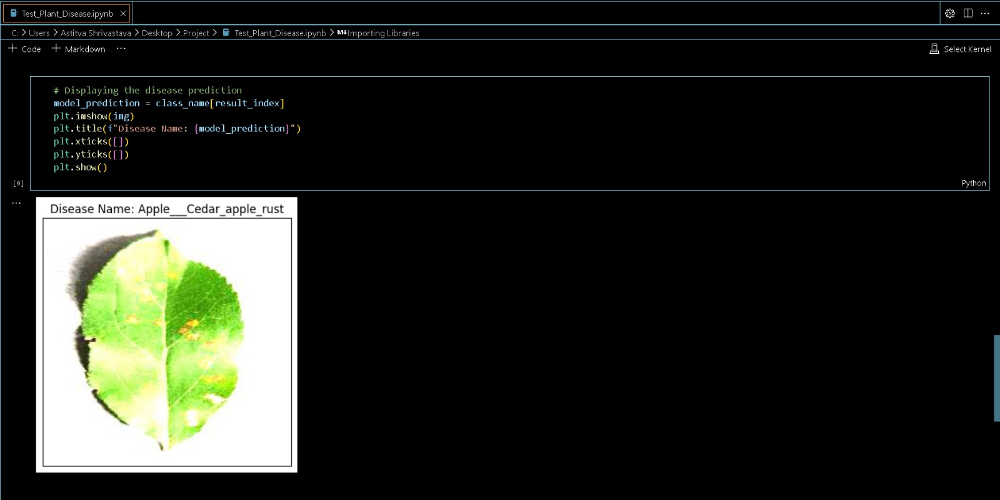 Test_Plant_Disease.ipynb
C: > Users > Astitva Shrivastava > Desktop > Project > Test_Plant_Disease.ipynb > M↓Importing Libraries
+ Code + Markdown ···
Select Kernel
# Displaying the disease prediction
model_prediction = class_name[result_index]
plt.imshow(img)
plt.title(f"Disease Name: {model_prediction}")
plt.xticks([])
plt.yticks([])
plt.show()
[8]
Python
Disease Name: Apple___Cedar_apple_rust